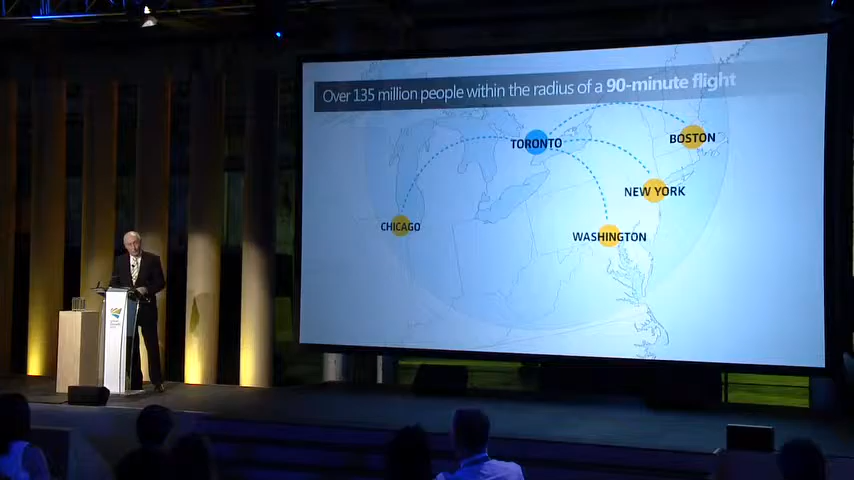 Over 135 million people within the radius of a 90-minute flight
TORONTO
BOSTON
NEW YORK
CHICAGO
WASHINGTON